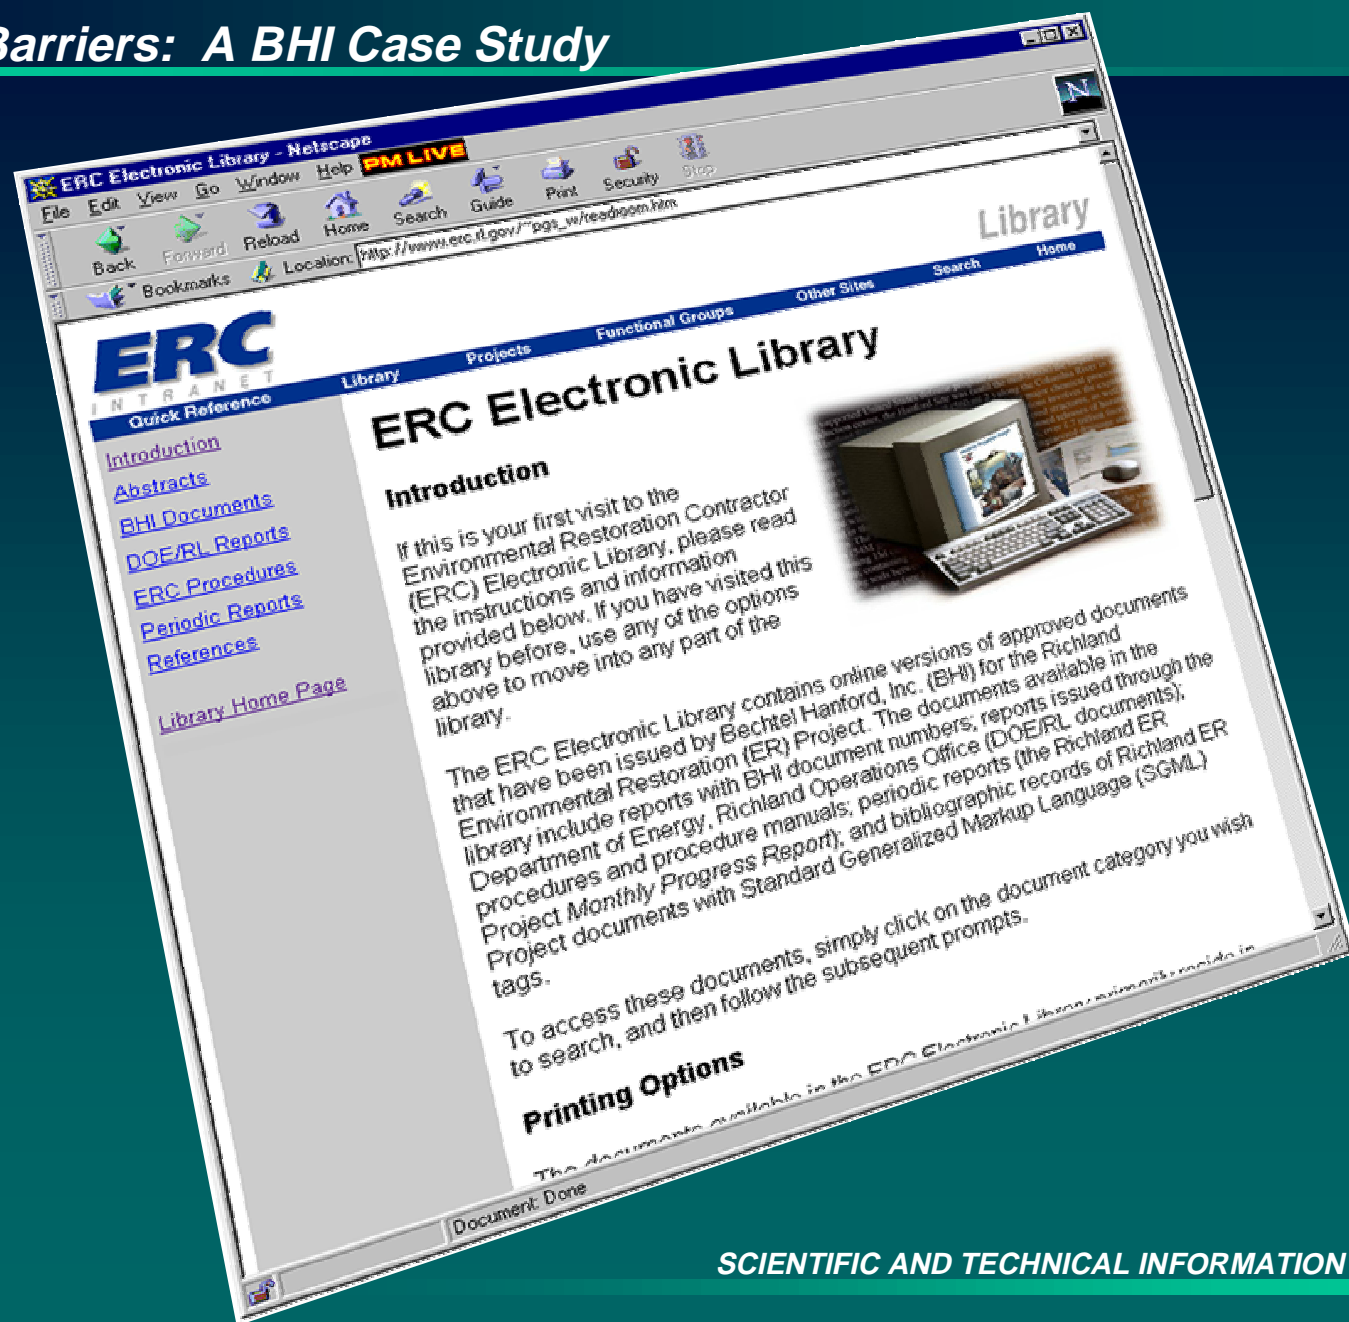 Barriers: A BHI Case Study
ERC Electronic Library - Netscape
File Edit View Go Window Help PM LIVE
N
Back Forward Reload Home Search Guide Print Security Stop
Bookmarks Location: http://www.erc.rl.gov/~pgs_w/readroom.htm
Library
ERC
INTRANET
Library Projects Functional Groups Other Sites Search Home
Quick Reference
Introduction
Abstracts
BHI Documents
DOE/RL Reports
ERC Procedures
Periodic Reports
References
Library Home Page
ERC Electronic Library
Introduction
If this is your first visit to the
Environmental Restoration Contractor
(ERC) Electronic Library, please read
the instructions and information
provided below. If you have visited this
library before, use any of the options
above to move into any part of the
library.
The ERC Electronic Library contains online versions of approved documents
that have been issued by Bechtel Hanford, Inc. (BHI) for the Richland
Environmental Restoration (ER) Project. The documents available in the
library include reports with BHI document numbers; reports issued through the
Department of Energy, Richland Operations Office (DOE/RL documents);
procedures and procedure manuals; periodic reports (the Richland ER
Project Monthly Progress Report); and bibliographic records of Richland ER
Project documents with Standard Generalized Markup Language (SGML)
tags.
To access these documents, simply click on the document category you wish
to search, and then follow the subsequent prompts.
Printing Options
The documents available in the ERC Electronic Library primarily reside in
Document: Done
SCIENTIFIC AND TECHNICAL INFORMATION